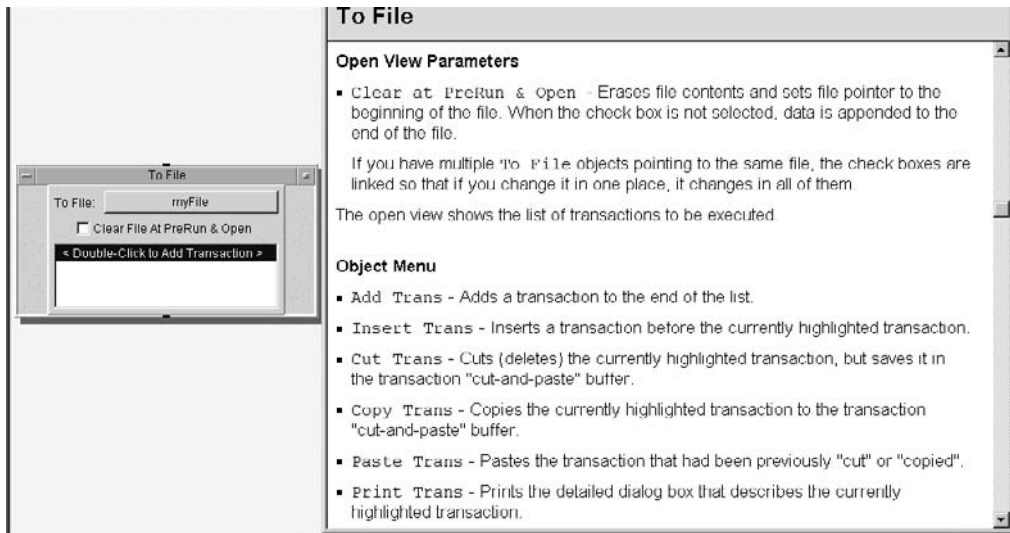 To File
To File:
myFile
Clear File At PreRun & Open
< Double-Click to Add Transaction >
To File
Open View Parameters
▪ Clear at PreRun & Open - Erases file contents and sets file pointer to the
beginning of the file. When the check box is not selected, data is appended to the
end of the file.
If you have multiple To File objects pointing to the same file, the check boxes are
linked so that if you change it in one place, it changes in all of them.
The open view shows the list of transactions to be executed.
Object Menu
▪ Add Trans - Adds a transaction to the end of the list.
▪ Insert Trans - Inserts a transaction before the currently highlighted transaction.
▪ Cut Trans - Cuts (deletes) the currently highlighted transaction, but saves it in
the transaction "cut-and-paste" buffer.
▪ Copy Trans - Copies the currently highlighted transaction to the transaction
"cut-and-paste" buffer.
▪ Paste Trans - Pastes the transaction that had been previously "cut" or "copied".
▪ Print Trans - Prints the detailed dialog box that describes the currently
highlighted transaction.